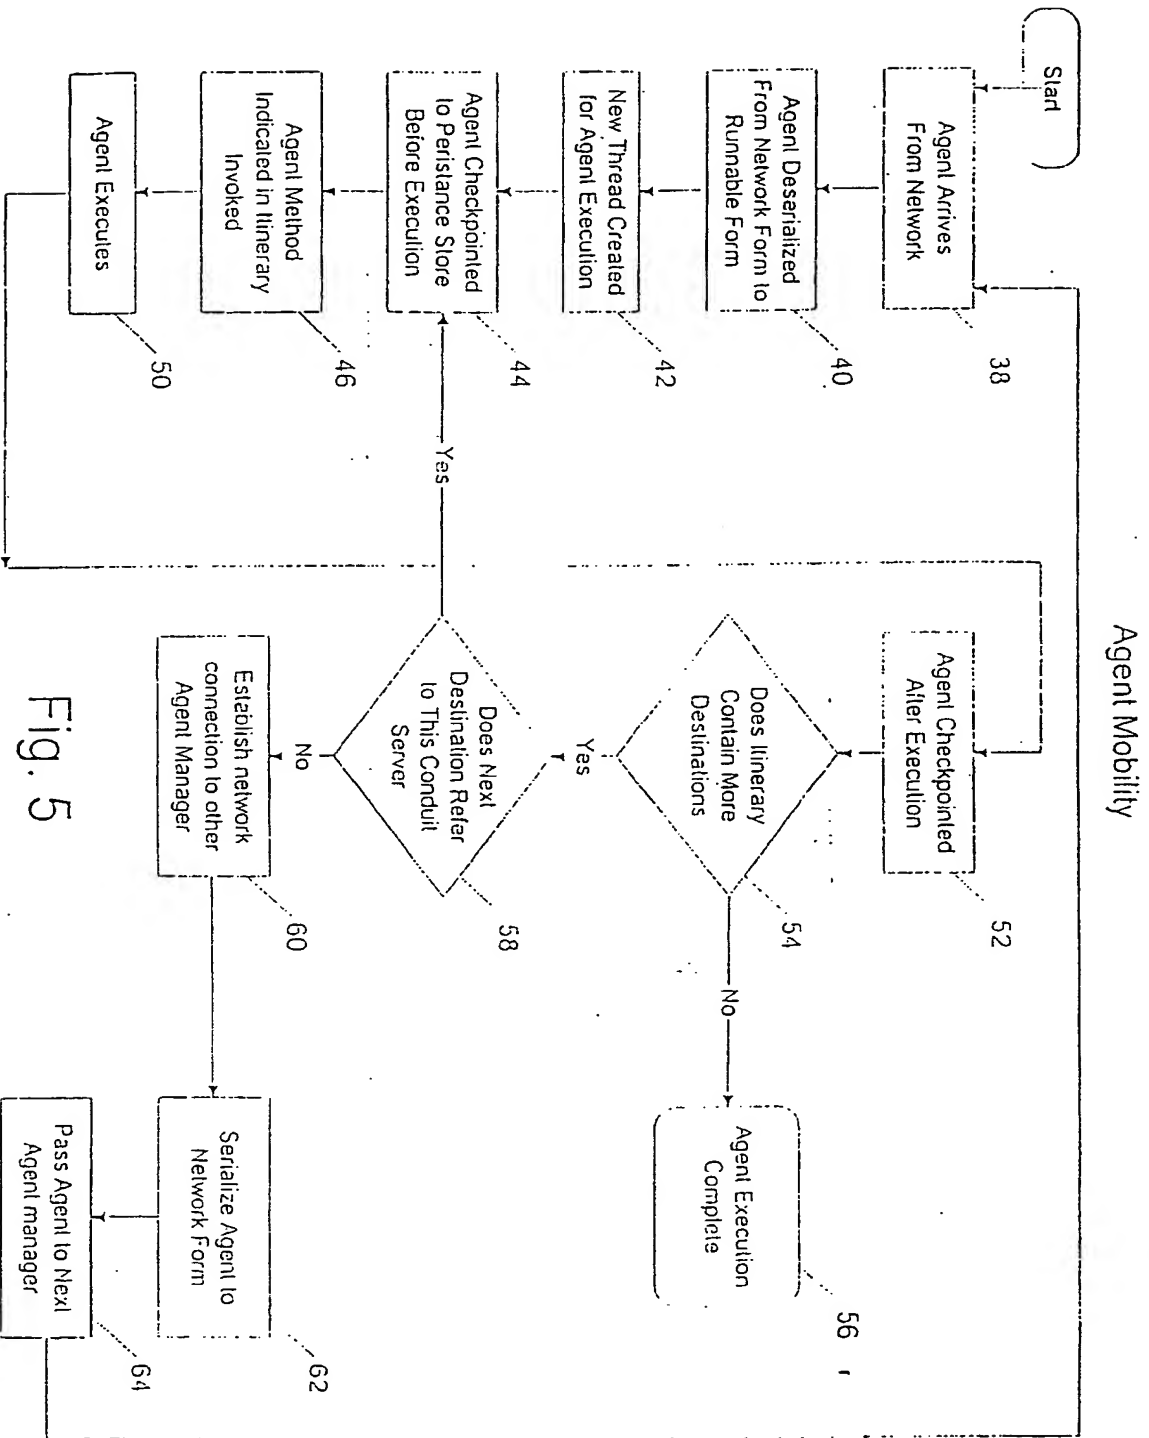 Agent Mobility
Start
Agent Arrives
From Network
38
Agent Deserialized
From Network Form to
Runnable Form
40
New Thread Created
for Agent Execution
42
Agent Checkpointed
to Peristance Store
Before Execution
44
Agent Method
Indicated in Itinerary
Invoked
46
Agent Executes
50
Agent Checkpointed
After Execution
52
Does Itinerary
Contain More
Destinations
54
No
Agent Execution
Complete
56
Yes
Does Next
Destination Refer
to This Conduit
Server
58
Yes
No
Establish network
connection to other
Agent Manager
60
Serialize Agent to
Network Form
62
Pass Agent to Next
Agent manager
64
Fig. 5